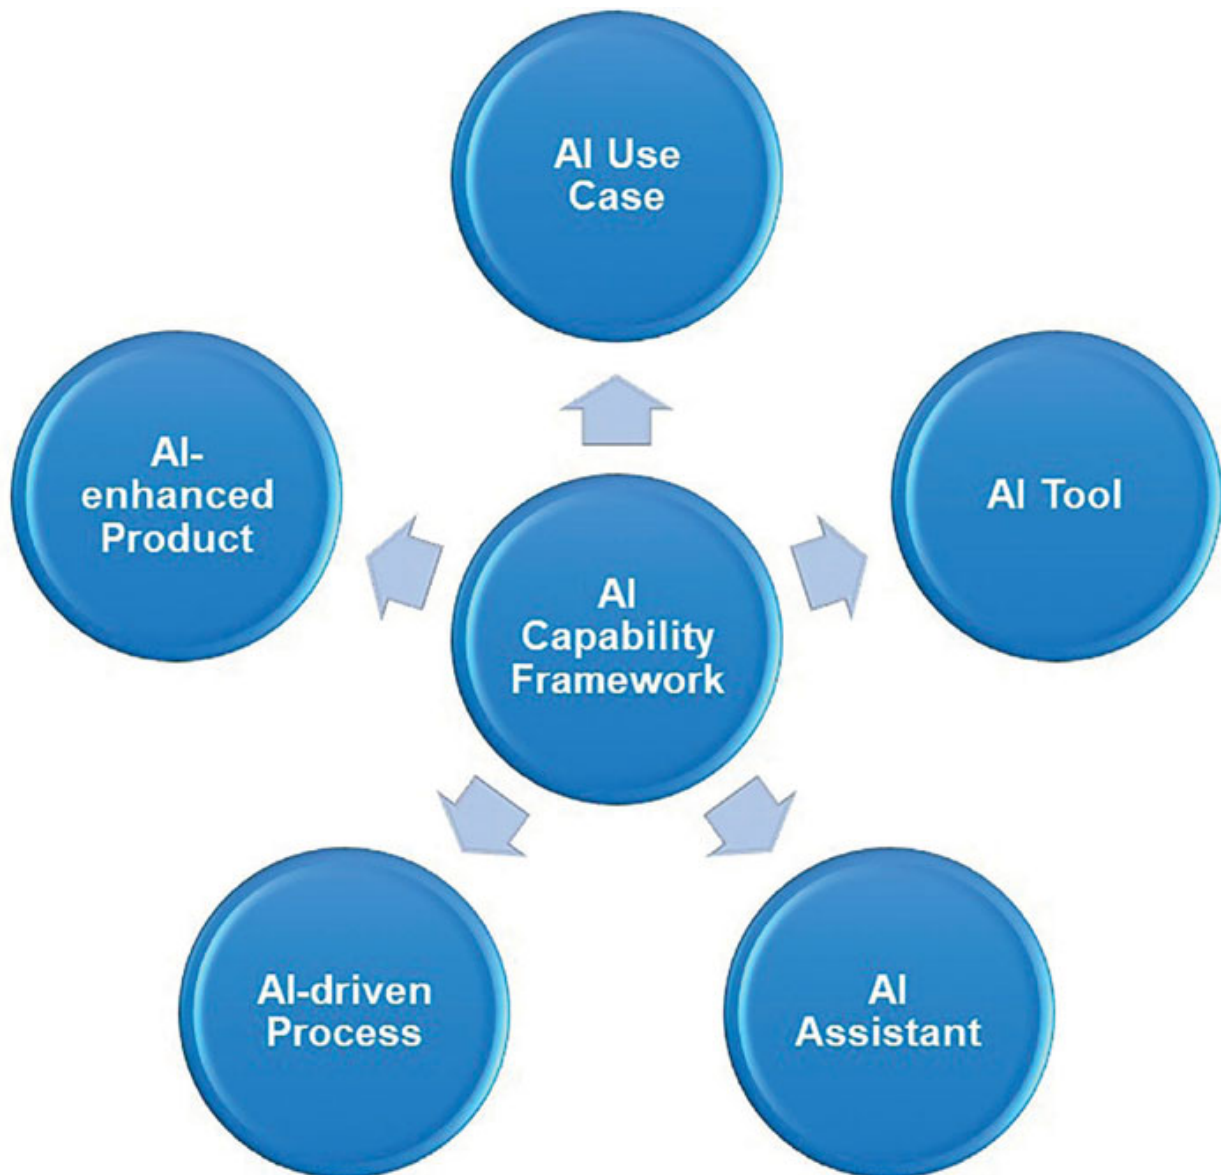 AI Use
Case
AI-
enhanced
Product
AI Tool
AI
Capability
Framework
AI-driven
Process
AI
Assistant